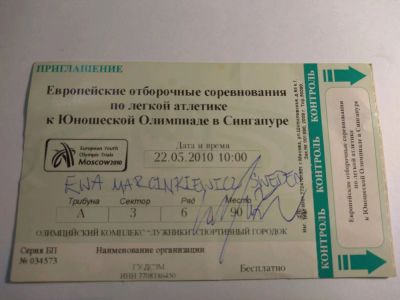 ПРИГЛАШЕНИЕ
Европейские отборочные соревнования
по легкой атлетике
к Юношеской Олимпиаде в Сингапуре
European Youth
Olympic Trials
Moscow2010
Дата и время
22.05.2010 10:00
EWA MARCINKIEWICZ SWEDEN
Трибуна Сектор Ряд Место
А 3 6 90
ОЛИМПИЙСКИЙ КОМПЛЕКС "ЛУЖНИКИ" СПОРТИВНЫЙ ГОРОДОК
Серия БП Наименование организации
№ 034573
Бесплатно
КОНТРОЛЬ КОНТРОЛЬ КОНТРОЛЬ
Европейские отборочные соревнования
по легкой атлетике
к Юношеской Олимпиаде в Сингапуре